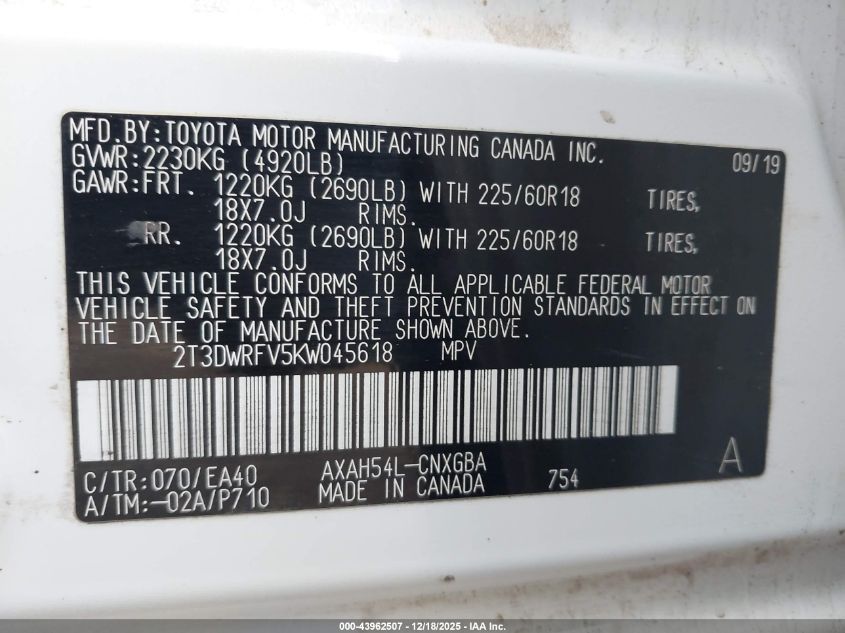 MFD.BY:TOYOTA MOTOR MANUFACTURING CANADA INC. 09/19
GVWR:2230KG (4920LB)
GAWR:FRT. 1220KG (2690LB) WITH 225/60R18 TIRES,
18X7.0J RIMS.
RR. 1220KG (2690LB) WITH 225/60R18 TIRES,
18X7.0J RIMS.
THIS VEHICLE CONFORMS TO ALL APPLICABLE FEDERAL MOTOR
VEHICLE SAFETY AND THEFT PREVENTION STANDARDS IN EFFECT ON
THE DATE OF MANUFACTURE SHOWN ABOVE.
2T3DWRFV5KW045618 MPV
C/TR:070/EA40 AXAH54L-CNXGBA
A/TM:-02A/P710 MADE IN CANADA 754 A
000-43962507 - 12/18/2025 - IAA Inc.